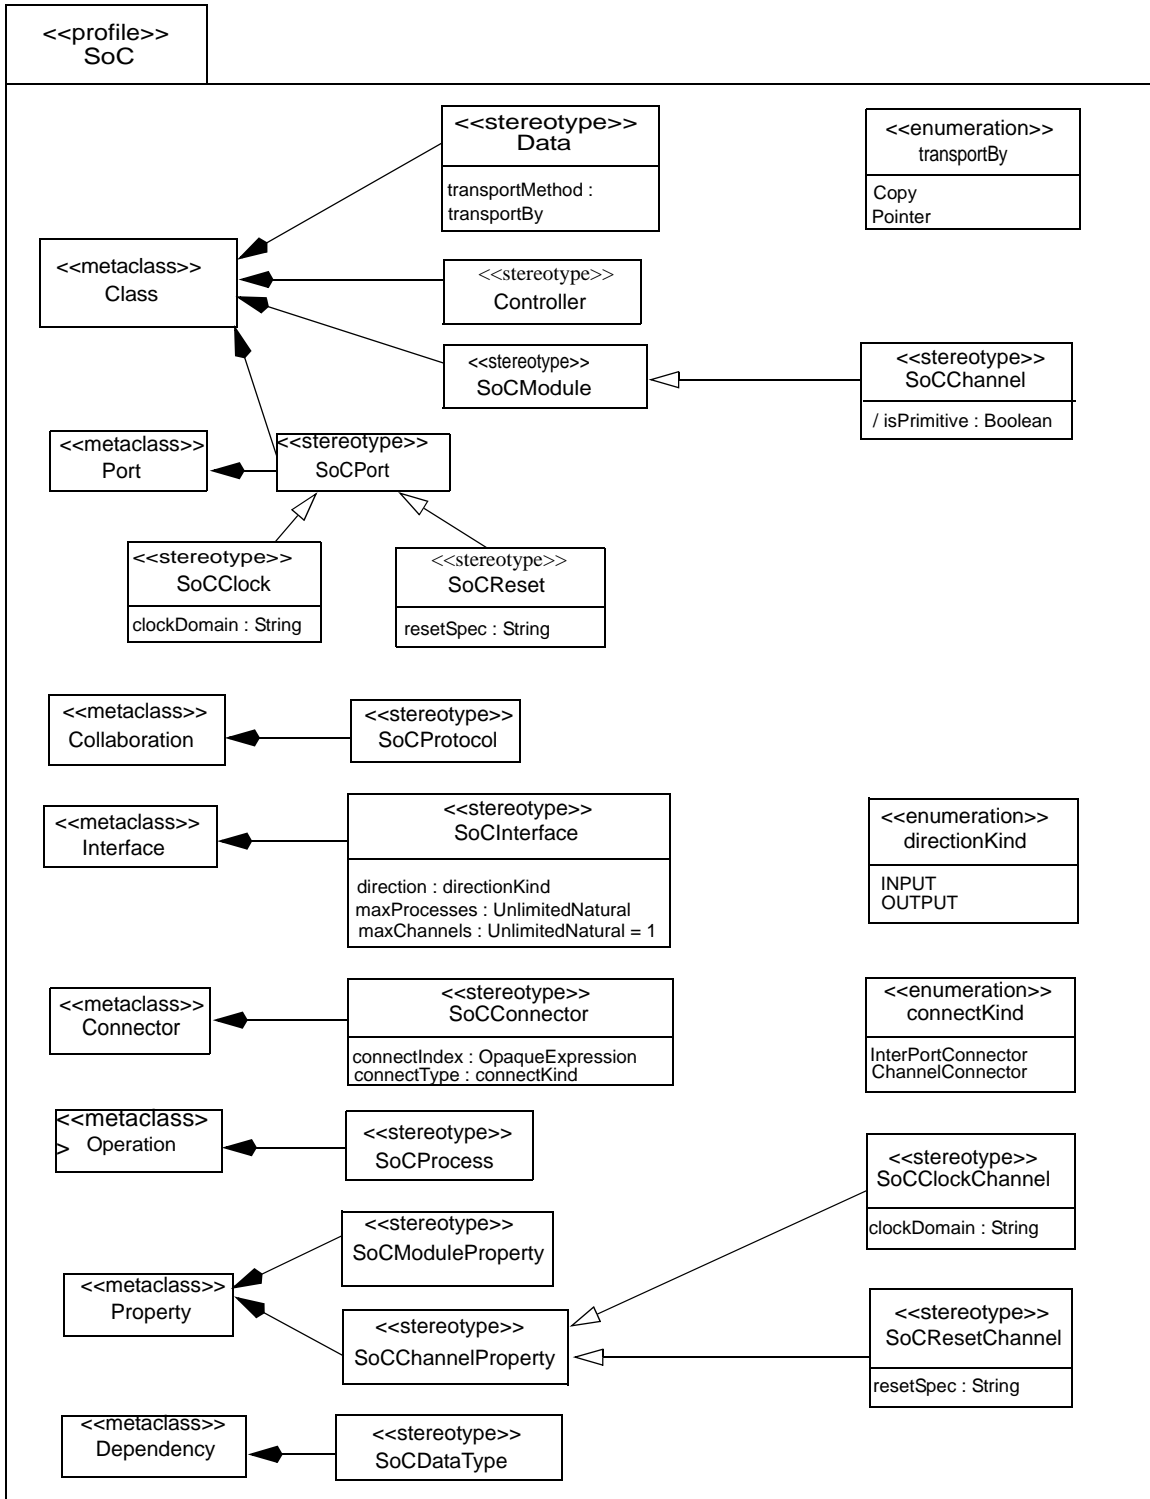 <<profile>>
SoC
<<stereotype>>
Data
transportMethod :
transportBy
<<enumeration>>
transportBy
Copy
Pointer
<<metaclass>>
Class
<<stereotype>>
Controller
<<stereotype>>
SoCModule
<<stereotype>>
SoCChannel
/ isPrimitive : Boolean
<<metaclass>>
Port
<<stereotype>>
SoCPort
<<stereotype>>
SoCClock
clockDomain : String
<<stereotype>>
SoCReset
resetSpec : String
<<metaclass>>
Collaboration
<<stereotype>>
SoCProtocol
<<metaclass>>
Interface
<<stereotype>>
SoCInterface
direction : directionKind
maxProcesses : UnlimitedNatural
maxChannels : UnlimitedNatural = 1
<<enumeration>>
directionKind
INPUT
OUTPUT
<<metaclass>>
Connector
<<stereotype>>
SoCConnector
connectIndex : OpaqueExpression
connectType : connectKind
<<enumeration>>
connectKind
InterPortConnector
ChannelConnector
<<metaclass>
> Operation
<<stereotype>>
SoCProcess
<<stereotype>>
SoCClockChannel
clockDomain : String
<<stereotype>>
SoCModuleProperty
<<metaclass>>
Property
<<stereotype>>
SoCChannelProperty
<<stereotype>>
SoCResetChannel
resetSpec : String
<<metaclass>>
Dependency
<<stereotype>>
SoCDataType